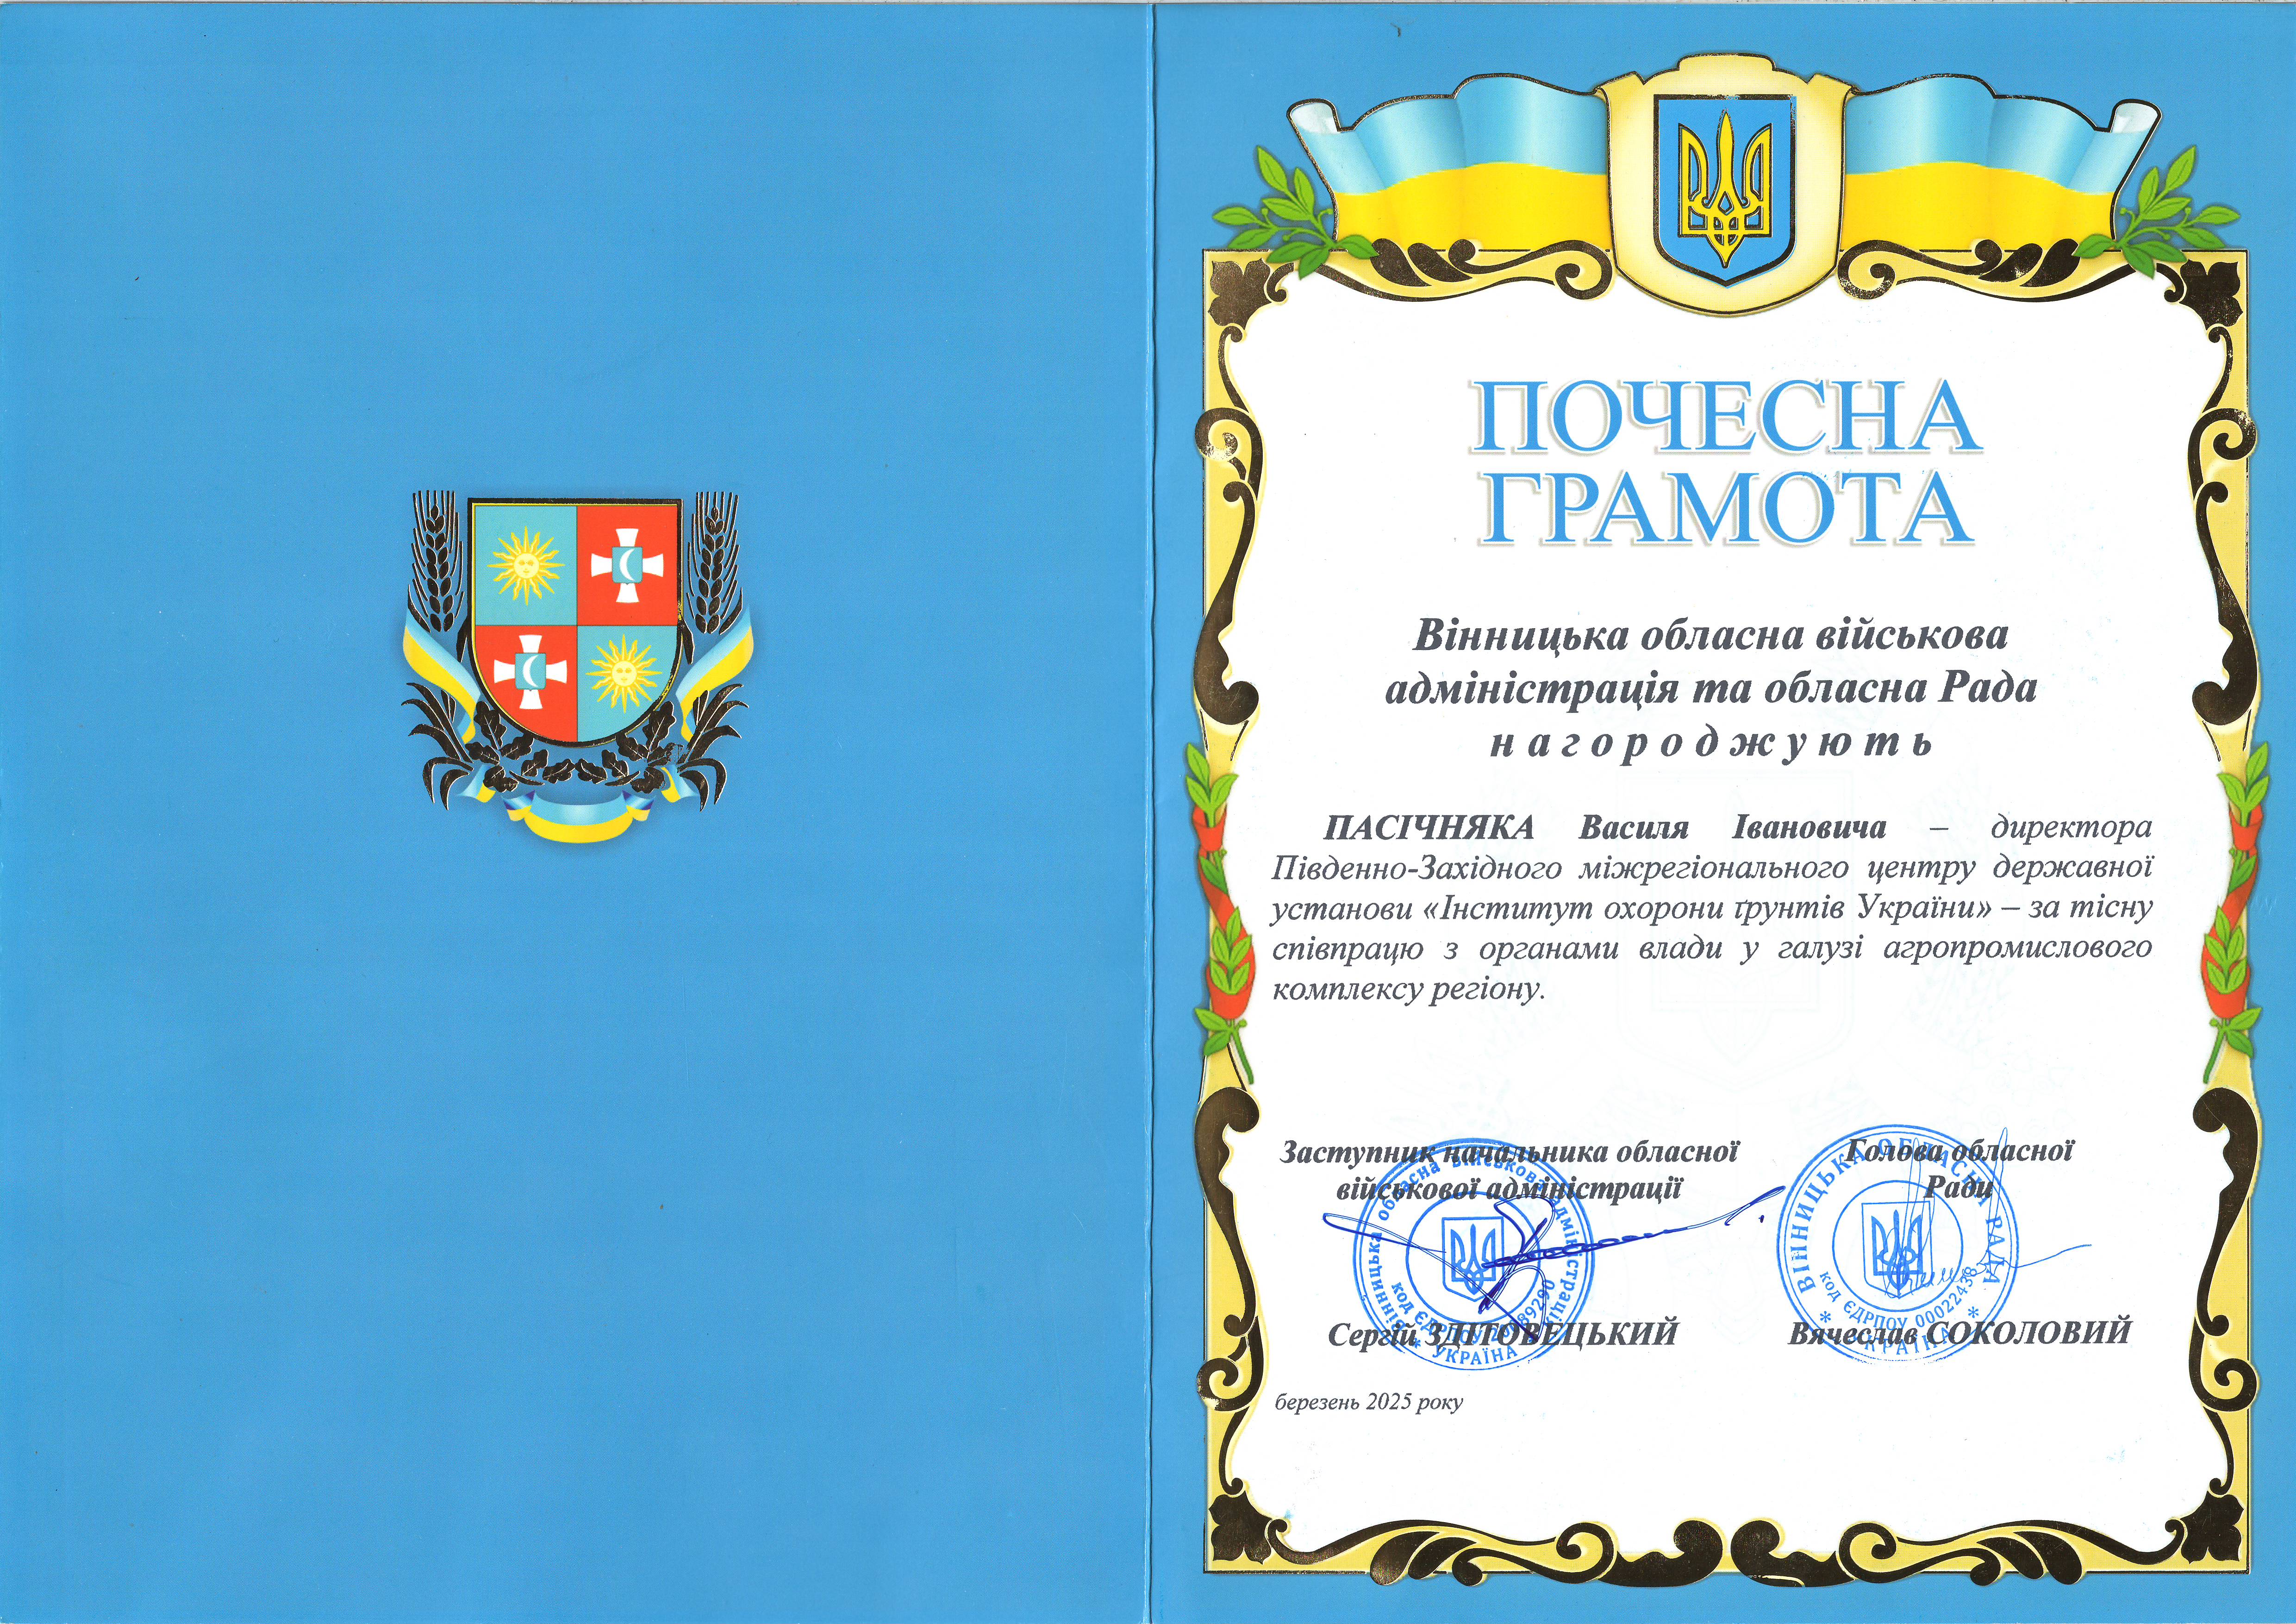 ПОЧЕСНА
ГРАМОТА
Вінницька обласна військова
адміністрація та обласна Рада
нагороджують
ПАСІЧНЯКА Василя Івановича – директора
Південно-Західного міжрегіонального центру державної
установи «Інститут охорони ґрунтів України» – за тісну
співпрацю з органами влади у галузі агропромислового
комплексу регіону.
Заступник начальника обласної
військової адміністрації
Голова обласної
Ради
Вінницька обласна військова адміністрація
код ЄДРПОУ
* УКРАЇНА *
ВІННИЦЬКА ОБЛАСНА РАДА
код ЄДРПОУ 00022438
* УКРАЇНА *
Сергій ЗДІТОВЕЦЬКИЙ
Вячеслав СОКОЛОВИЙ
березень 2025 року